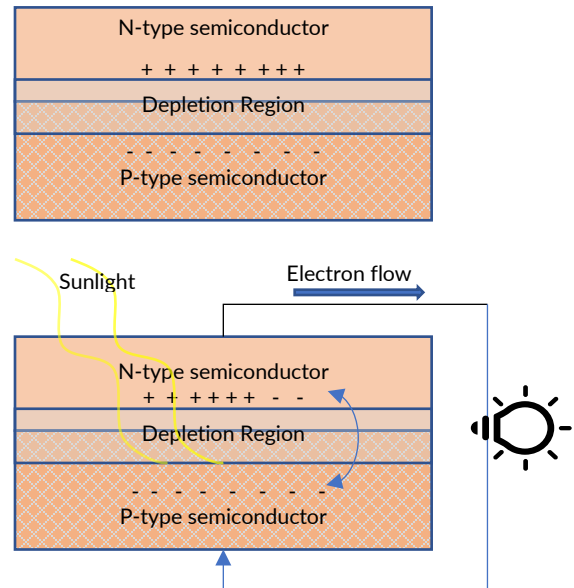 N-type semiconductor
+ + + + + + + +
Depletion Region
- - - - - - - -
P-type semiconductor
Sunlight
Electron flow
N-type semiconductor
+ + + + + + - -
Depletion Region
- - - - - - - - -
P-type semiconductor